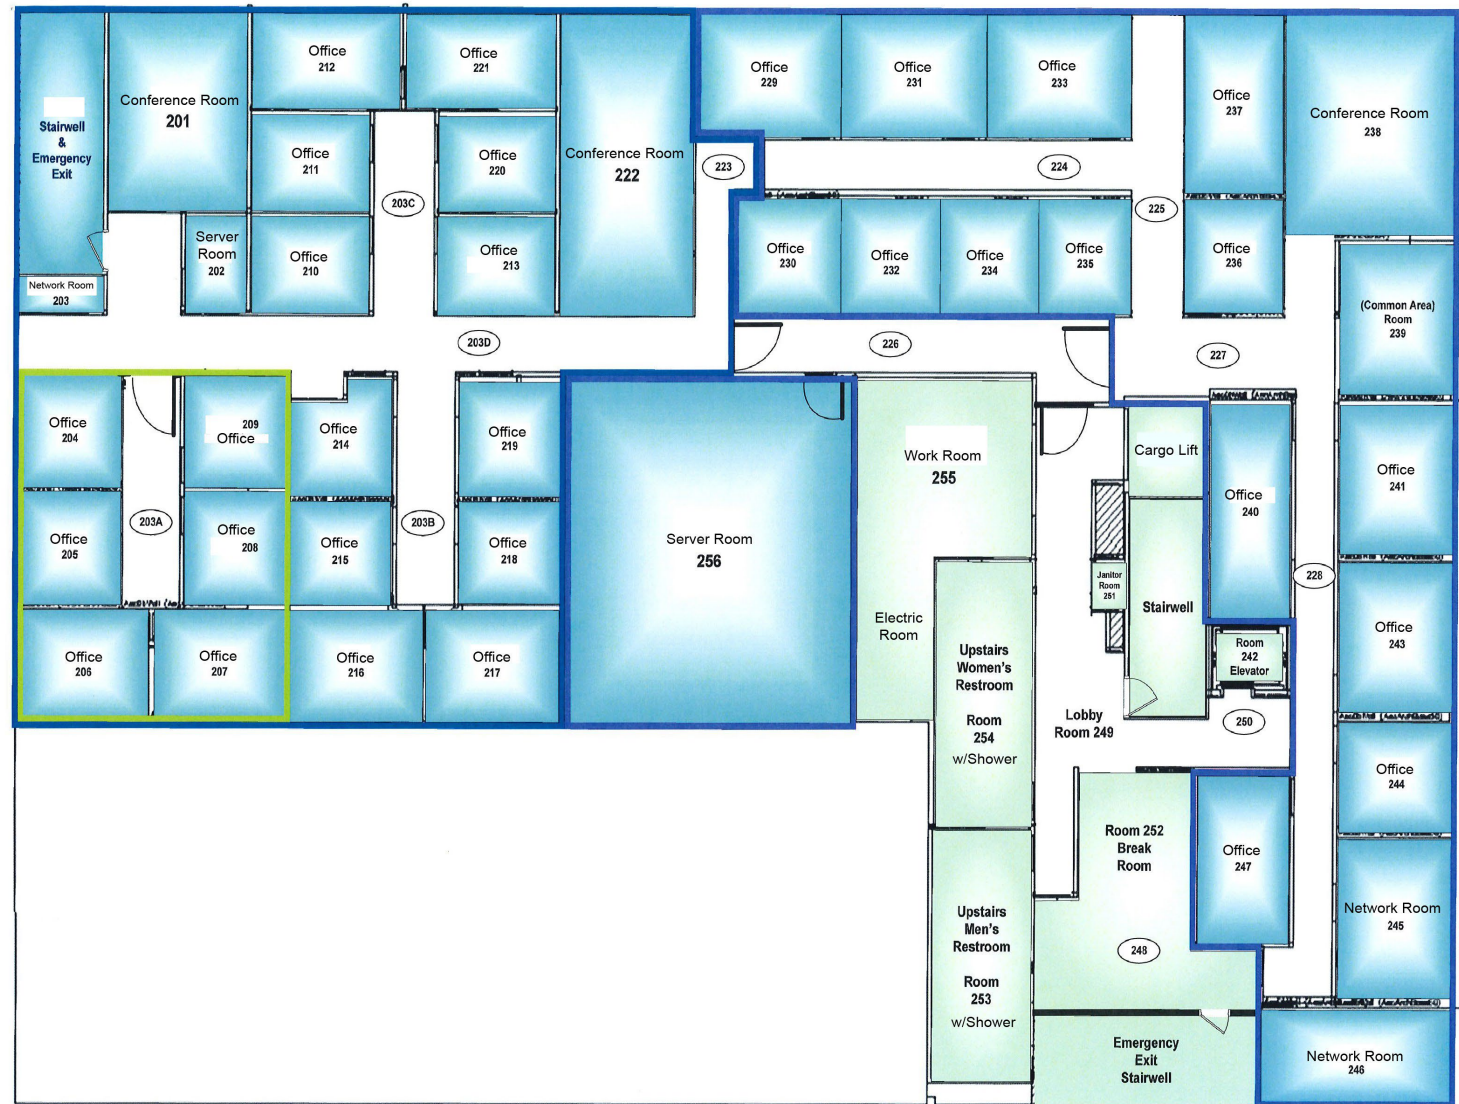 Stairwell
&
Emergency
Exit
Conference Room
201
Office
212
Office
221
Office
211
Office
220
203C
Conference Room
222
Server
Room
202
Office
210
Office
213
Network Room
203
203D
Office
229
Office
231
Office
233
Office
237
Conference Room
238
223
224
225
Office
230
Office
232
Office
234
Office
235
Office
236
(Common Area)
Room
239
226
227
Office
204
209
Office
Office
214
Office
219
Office
205
203A
Office
208
Office
215
203B
Office
218
Office
206
Office
207
Office
216
Office
217
Server Room
256
Work Room
255
Electric
Room
Cargo Lift
Office
240
Office
241
Janitor
Room
251
Stairwell
228
Upstairs
Women's
Restroom
Room
254
w/Shower
Room
242
Elevator
Office
243
Lobby
Room 249
250
Office
244
Room 252
Break
Room
Office
247
Upstairs
Men's
Restroom
Room
253
w/Shower
248
Network Room
245
Emergency
Exit
Stairwell
Network Room
246